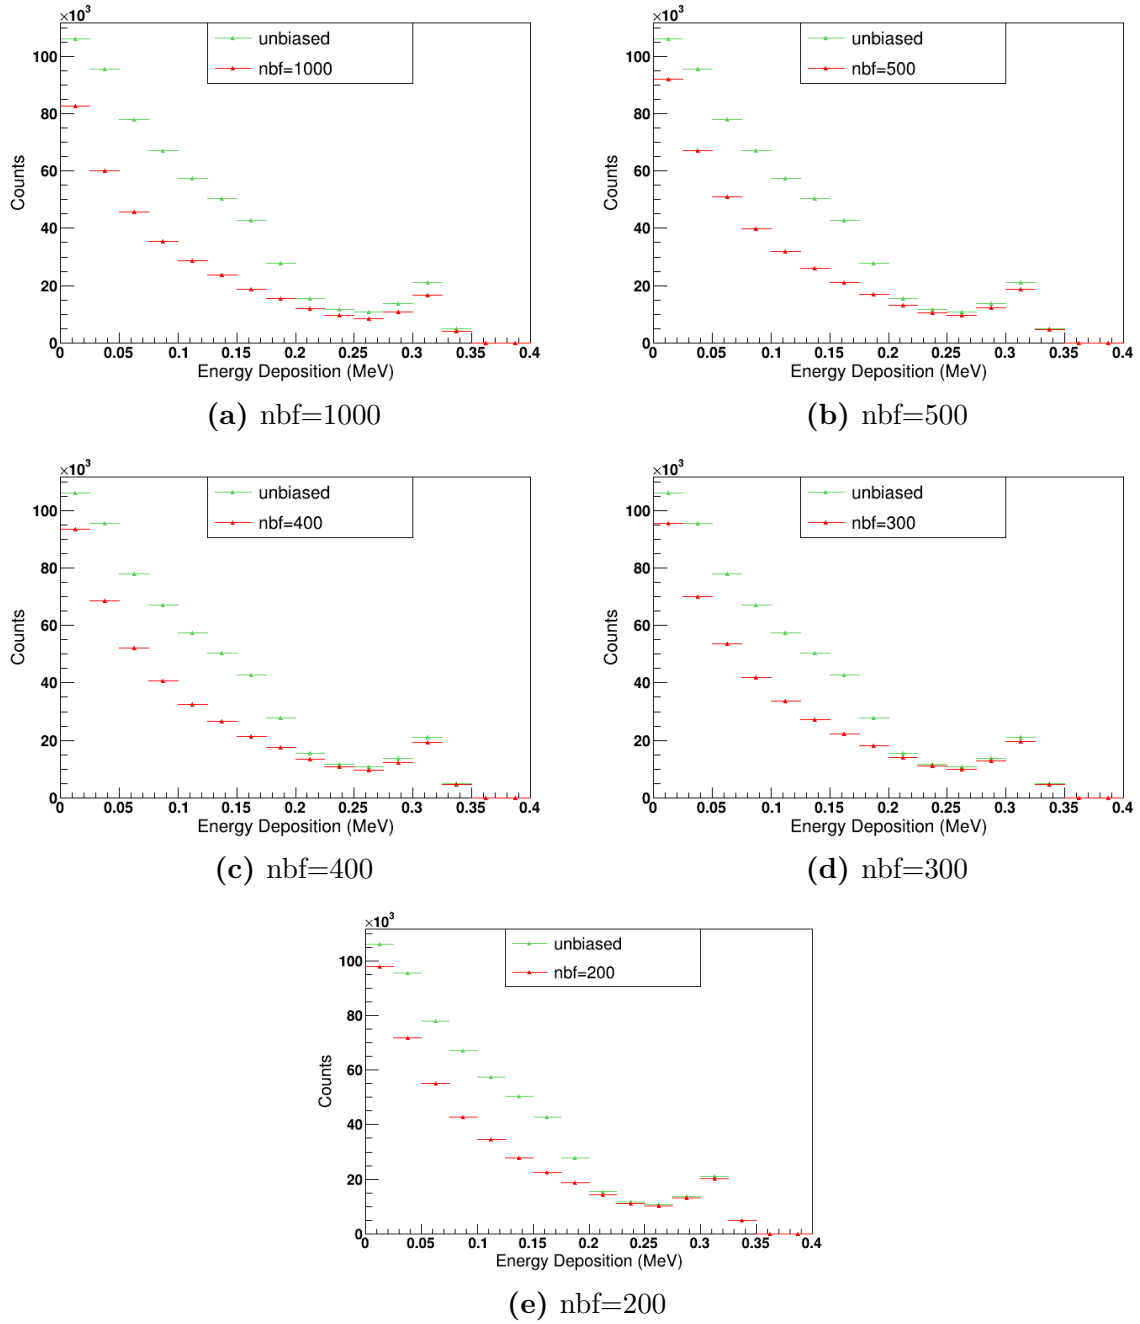 ×10³
100
80
60
40
20
0
Counts
unbiased
nbf=1000
0 0.05 0.1 0.15 0.2 0.25 0.3 0.35 0.4
Energy Deposition (MeV)
(a) nbf=1000
×10³
100
80
60
40
20
0
Counts
unbiased
nbf=500
0 0.05 0.1 0.15 0.2 0.25 0.3 0.35 0.4
Energy Deposition (MeV)
(b) nbf=500
×10³
100
80
60
40
20
0
Counts
unbiased
nbf=400
0 0.05 0.1 0.15 0.2 0.25 0.3 0.35 0.4
Energy Deposition (MeV)
(c) nbf=400
×10³
100
80
60
40
20
0
Counts
unbiased
nbf=300
0 0.05 0.1 0.15 0.2 0.25 0.3 0.35 0.4
Energy Deposition (MeV)
(d) nbf=300
×10³
100
80
60
40
20
0
Counts
unbiased
nbf=200
0 0.05 0.1 0.15 0.2 0.25 0.3 0.35 0.4
Energy Deposition (MeV)
(e) nbf=200